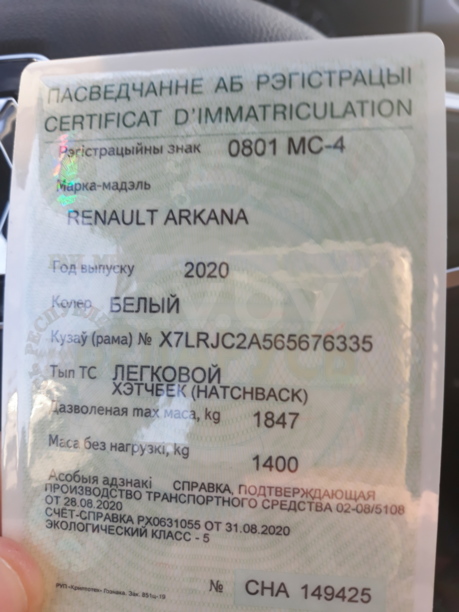 ПАСВЕДЧАННЕ АБ РЭГІСТРАЦЫІ
CERTIFICAT D'IMMATRICULATION
Рэгістрацыйны знак 0801 MC-4
Марка-мадэль
RENAULT ARKANA
Год выпуску 2020
Колер БЕЛЫЙ
Кузаў (рама) № X7LRJC2A565676335
Тып ТС ЛЕГКОВОЙ
ХЭТЧБЕК (HATCHBACK)
Дазволеная max маса, kg 1847
Маса без нагрузкі, kg 1400
Асобыя адзнакі СПРАВКА, ПОДТВЕРЖДАЮЩАЯ
ПРОИЗВОДСТВО ТРАНСПОРТНОГО СРЕДСТВА 02-08/5108
ОТ 28.08.2020
СЧЁТ-СПРАВКА РХ0631055 ОТ 31.08.2020
ЭКОЛОГИЧЕСКИЙ КЛАСС - 5
№ СНА 149425